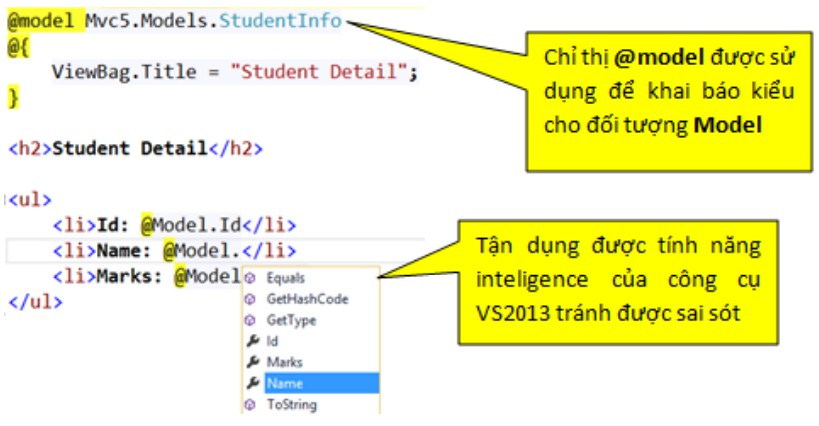 @model Mvc5.Models.StudentInfo
@{
    ViewBag.Title = "Student Detail";
}
<h2>Student Detail</h2>
<ul>
    <li>Id: @Model.Id</li>
    <li>Name: @Model.</li>
    <li>Marks: @Model
</ul>
Equals
GetHashCode
GetType
Id
Marks
Name
ToString
Chỉ thị @model được sử
dụng để khai báo kiểu
cho đối tượng Model
Tận dụng được tính năng
inteligence của công cụ
VS2013 tránh được sai sót